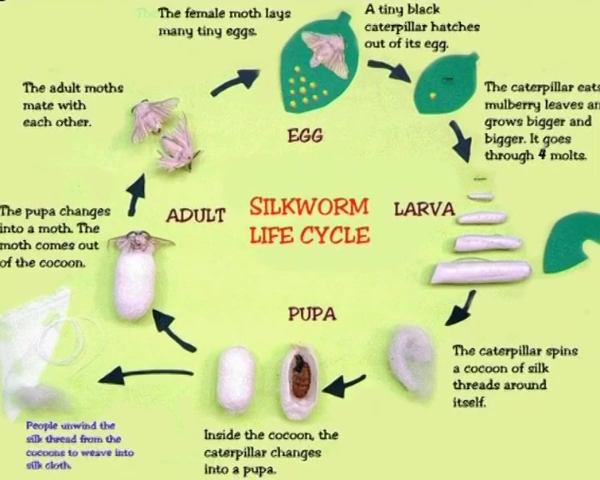 The female moth lays
many tiny eggs.
A tiny black
caterpillar hatches
out of its egg.
The adult moths
mate with
each other.
The caterpillar eats
mulberry leaves
grows bigger and
bigger. It goes
through 4 molts.
EGG
The pupa changes
into a moth. The
moth comes out
of the cocoon.
ADULT
SILKWORM
LIFE CYCLE
LARVA
PUPA
The caterpillar spins
a cocoon of silk
threads around
itself.
People unwind the
silk thread from the
cocoons to weave into
silk cloth.
Inside the cocoon, the
caterpillar changes
into a pupa.